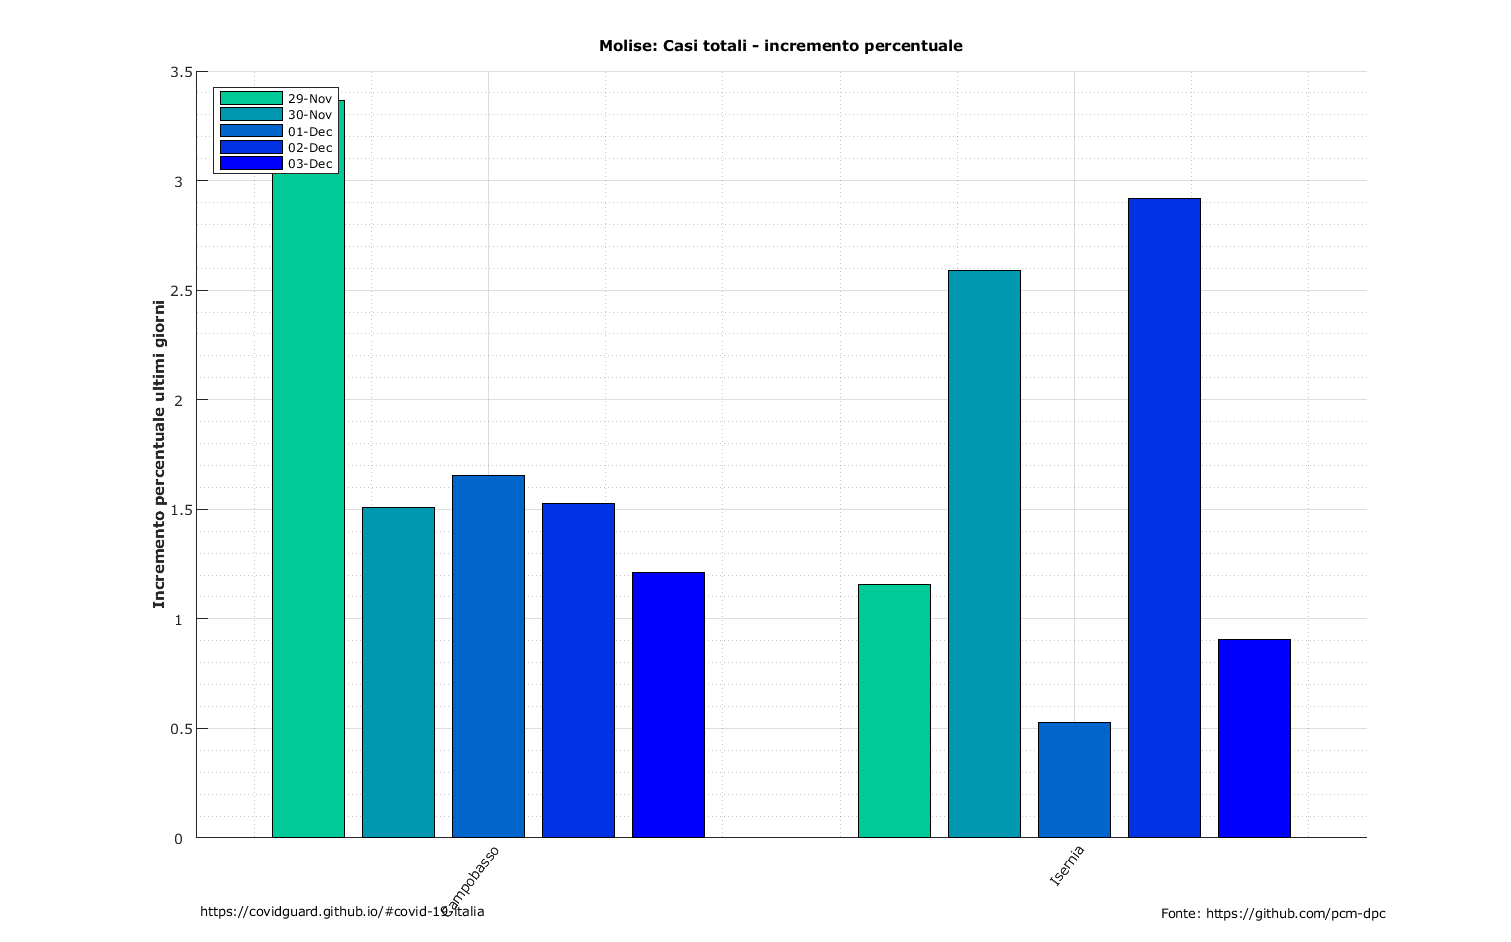 Molise: Casi totali - incremento percentuale
3.5
3
2.5
2
1.5
1
0.5
0
Incremento percentuale ultimi giorni
29-Nov
30-Nov
01-Dec
02-Dec
03-Dec
Campobasso
Isernia
https://covidguard.github.io/#covid-19-italia
Fonte: https://github.com/pcm-dpc